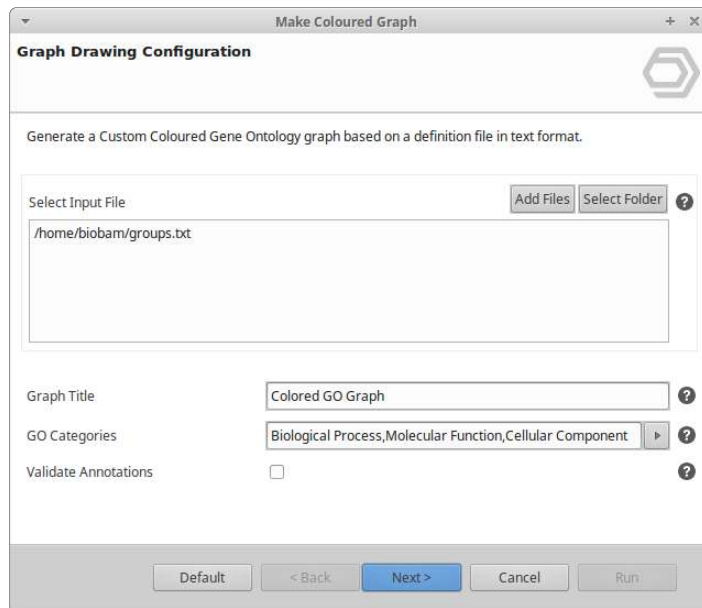 Make Coloured Graph
Graph Drawing Configuration
Generate a Custom Coloured Gene Ontology graph based on a definition file in text format.
Select Input File
Add Files
Select Folder
?
/home/biobam/groups.txt
Graph Title
Colored GO Graph
?
GO Categories
Biological Process,Molecular Function,Cellular Component
?
Validate Annotations
?
Default
< Back
Next >
Cancel
Run